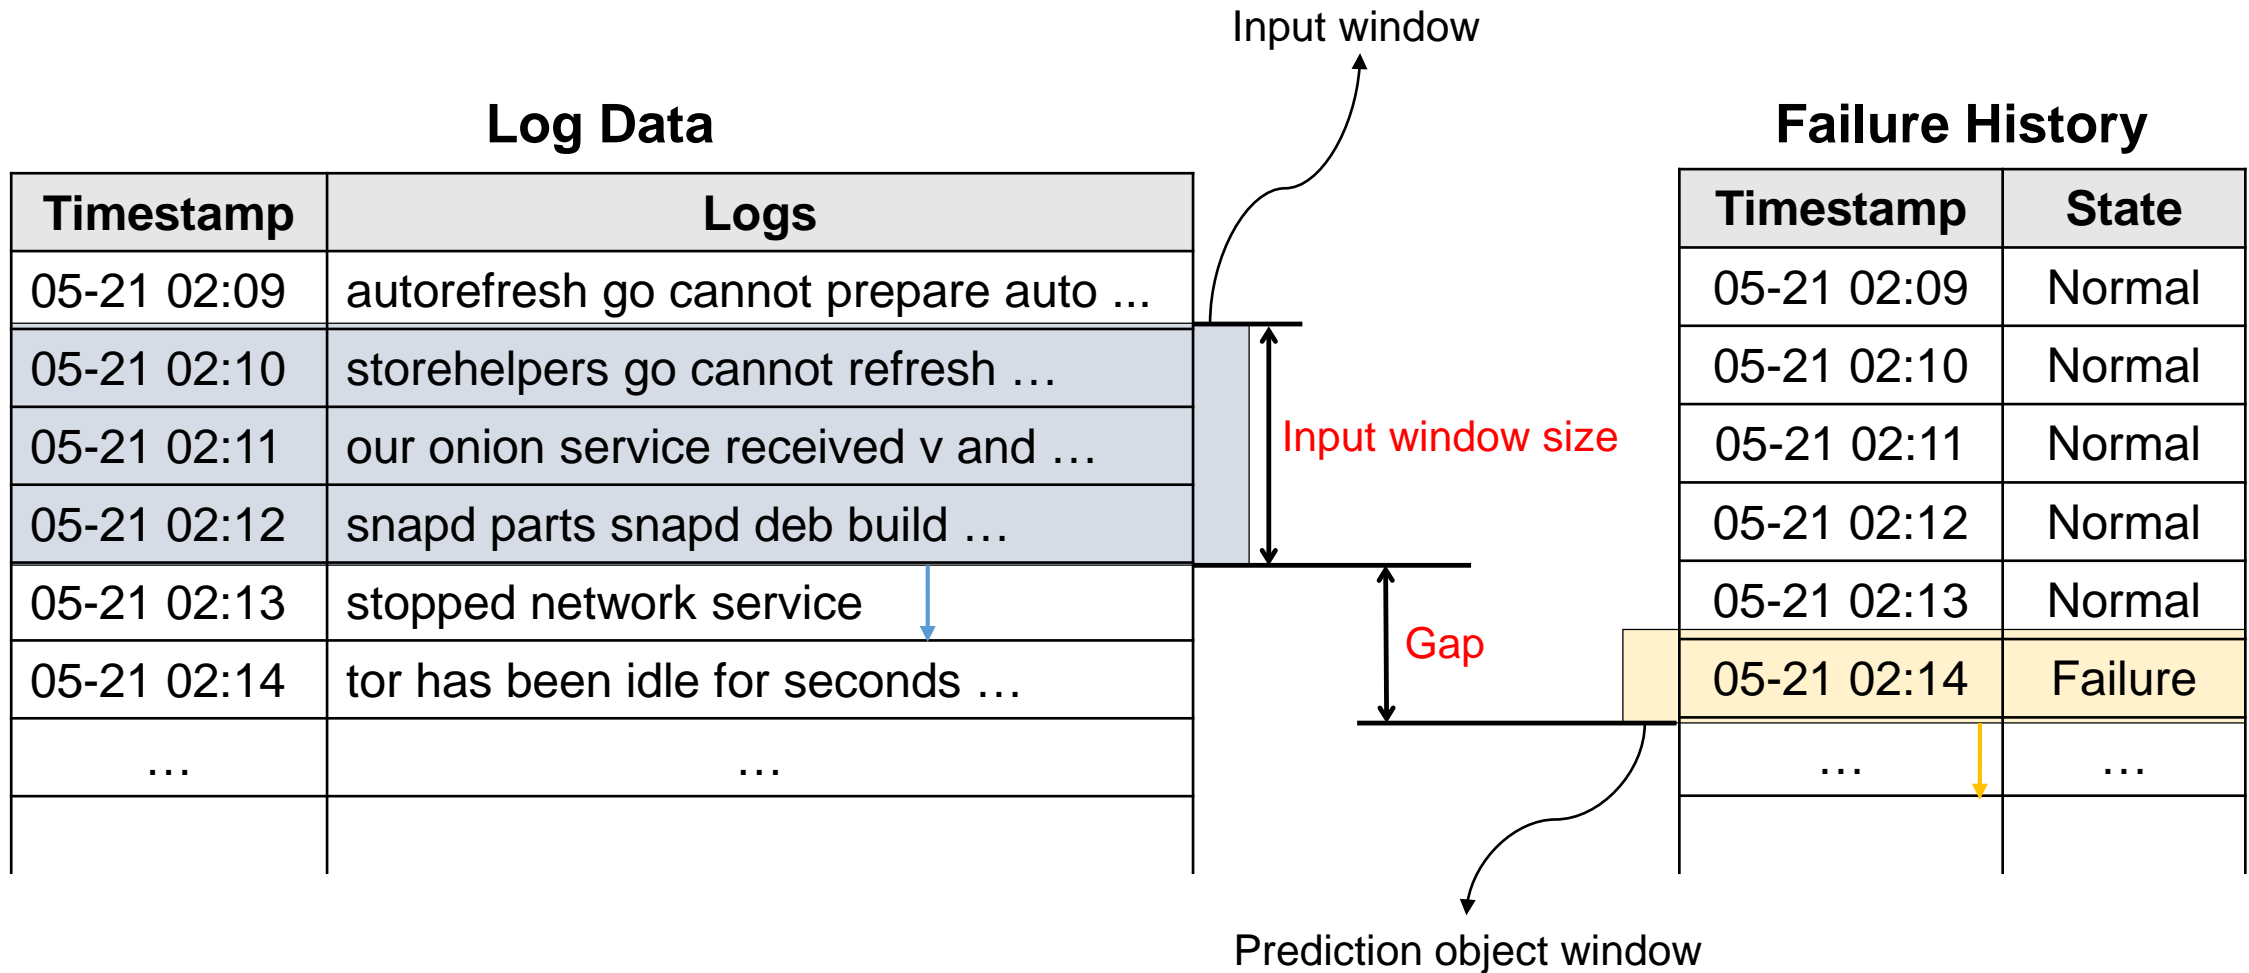 Input window
Log Data
Timestamp Logs
05-21 02:09 autorefresh go cannot prepare auto ...
05-21 02:10 storehelpers go cannot refresh …
05-21 02:11 our onion service received v and …
05-21 02:12 snapd parts snapd deb build …
05-21 02:13 stopped network service
05-21 02:14 tor has been idle for seconds …
… …
Input window size
Gap
Failure History
Timestamp State
05-21 02:09 Normal
05-21 02:10 Normal
05-21 02:11 Normal
05-21 02:12 Normal
05-21 02:13 Normal
05-21 02:14 Failure
… …
Prediction object window